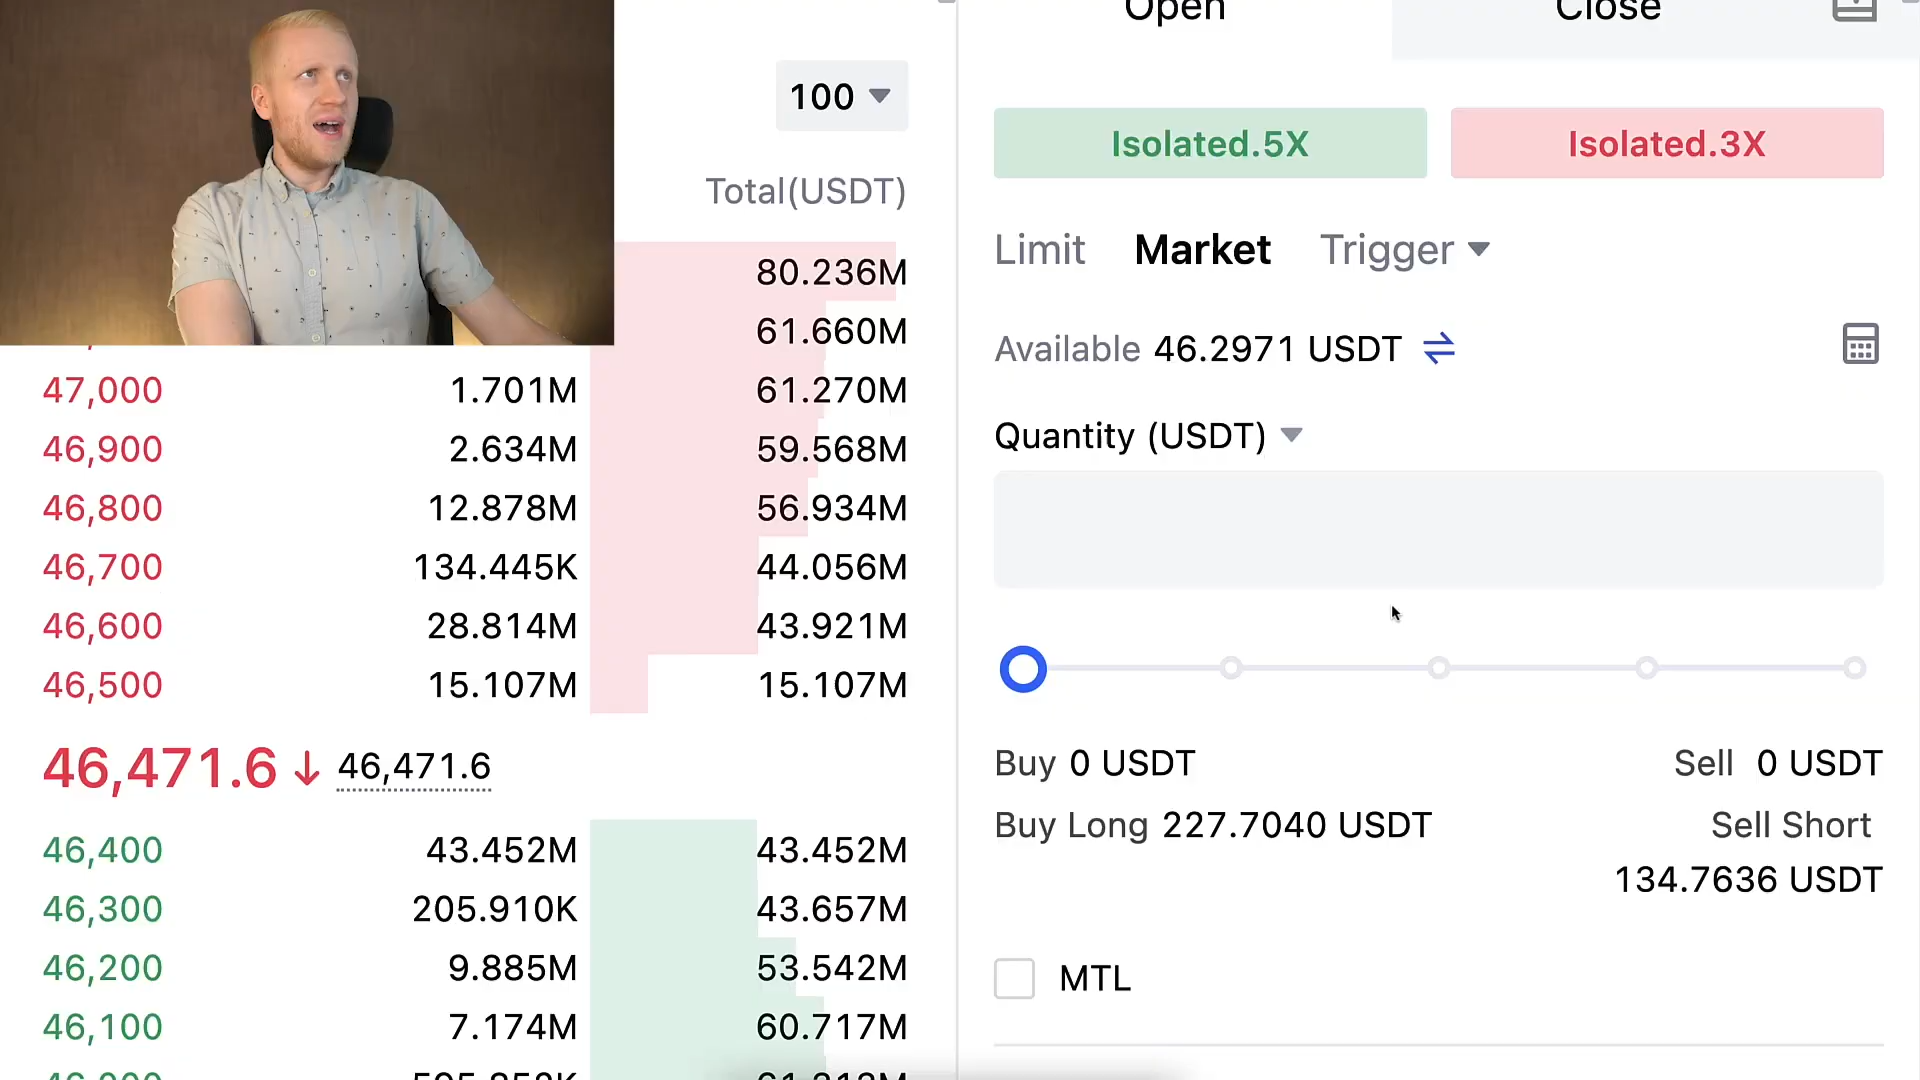 Open Close
100
Isolated.5X Isolated.3X
Total(USDT)
Limit Market Trigger
80.236M
61.660M
Available 46.2971 USDT
47,000 1.701M 61.270M
46,900 2.634M 59.568M
Quantity (USDT)
46,800 12.878M 56.934M
46,700 134.445K 44.056M
46,600 28.814M 43.921M
46,500 15.107M 15.107M
46,471.6 ↓ 46,471.6
Buy 0 USDT Sell 0 USDT
Buy Long 227.7040 USDT Sell Short
134.7636 USDT
46,400 43.452M 43.452M
46,300 205.910K 43.657M
46,200 9.885M 53.542M
MTL
46,100 7.174M 60.717M